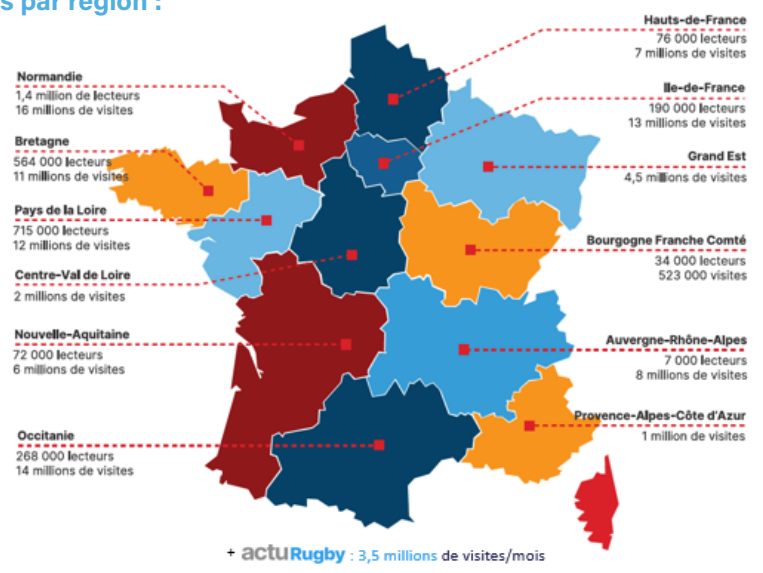 s par région :
Hauts-de-France
76 000 lecteurs
7 millions de visites
Normandie
1,4 million de lecteurs
16 millions de visites
Ile-de-France
190 000 lecteurs
13 millions de visites
Bretagne
564 000 lecteurs
11 millions de visites
Grand Est
4,5 millions de visites
Pays de la Loire
715 000 lecteurs
12 millions de visites
Bourgogne Franche Comté
34 000 lecteurs
523 000 visites
Centre-Val de Loire
2 millions de visites
Nouvelle-Aquitaine
72 000 lecteurs
6 millions de visites
Auvergne-Rhône-Alpes
7 000 lecteurs
8 millions de visites
Provence-Alpes-Côte d'Azur
1 million de visites
Occitanie
268 000 lecteurs
14 millions de visites
+ actuRugby : 3,5 millions de visites/mois